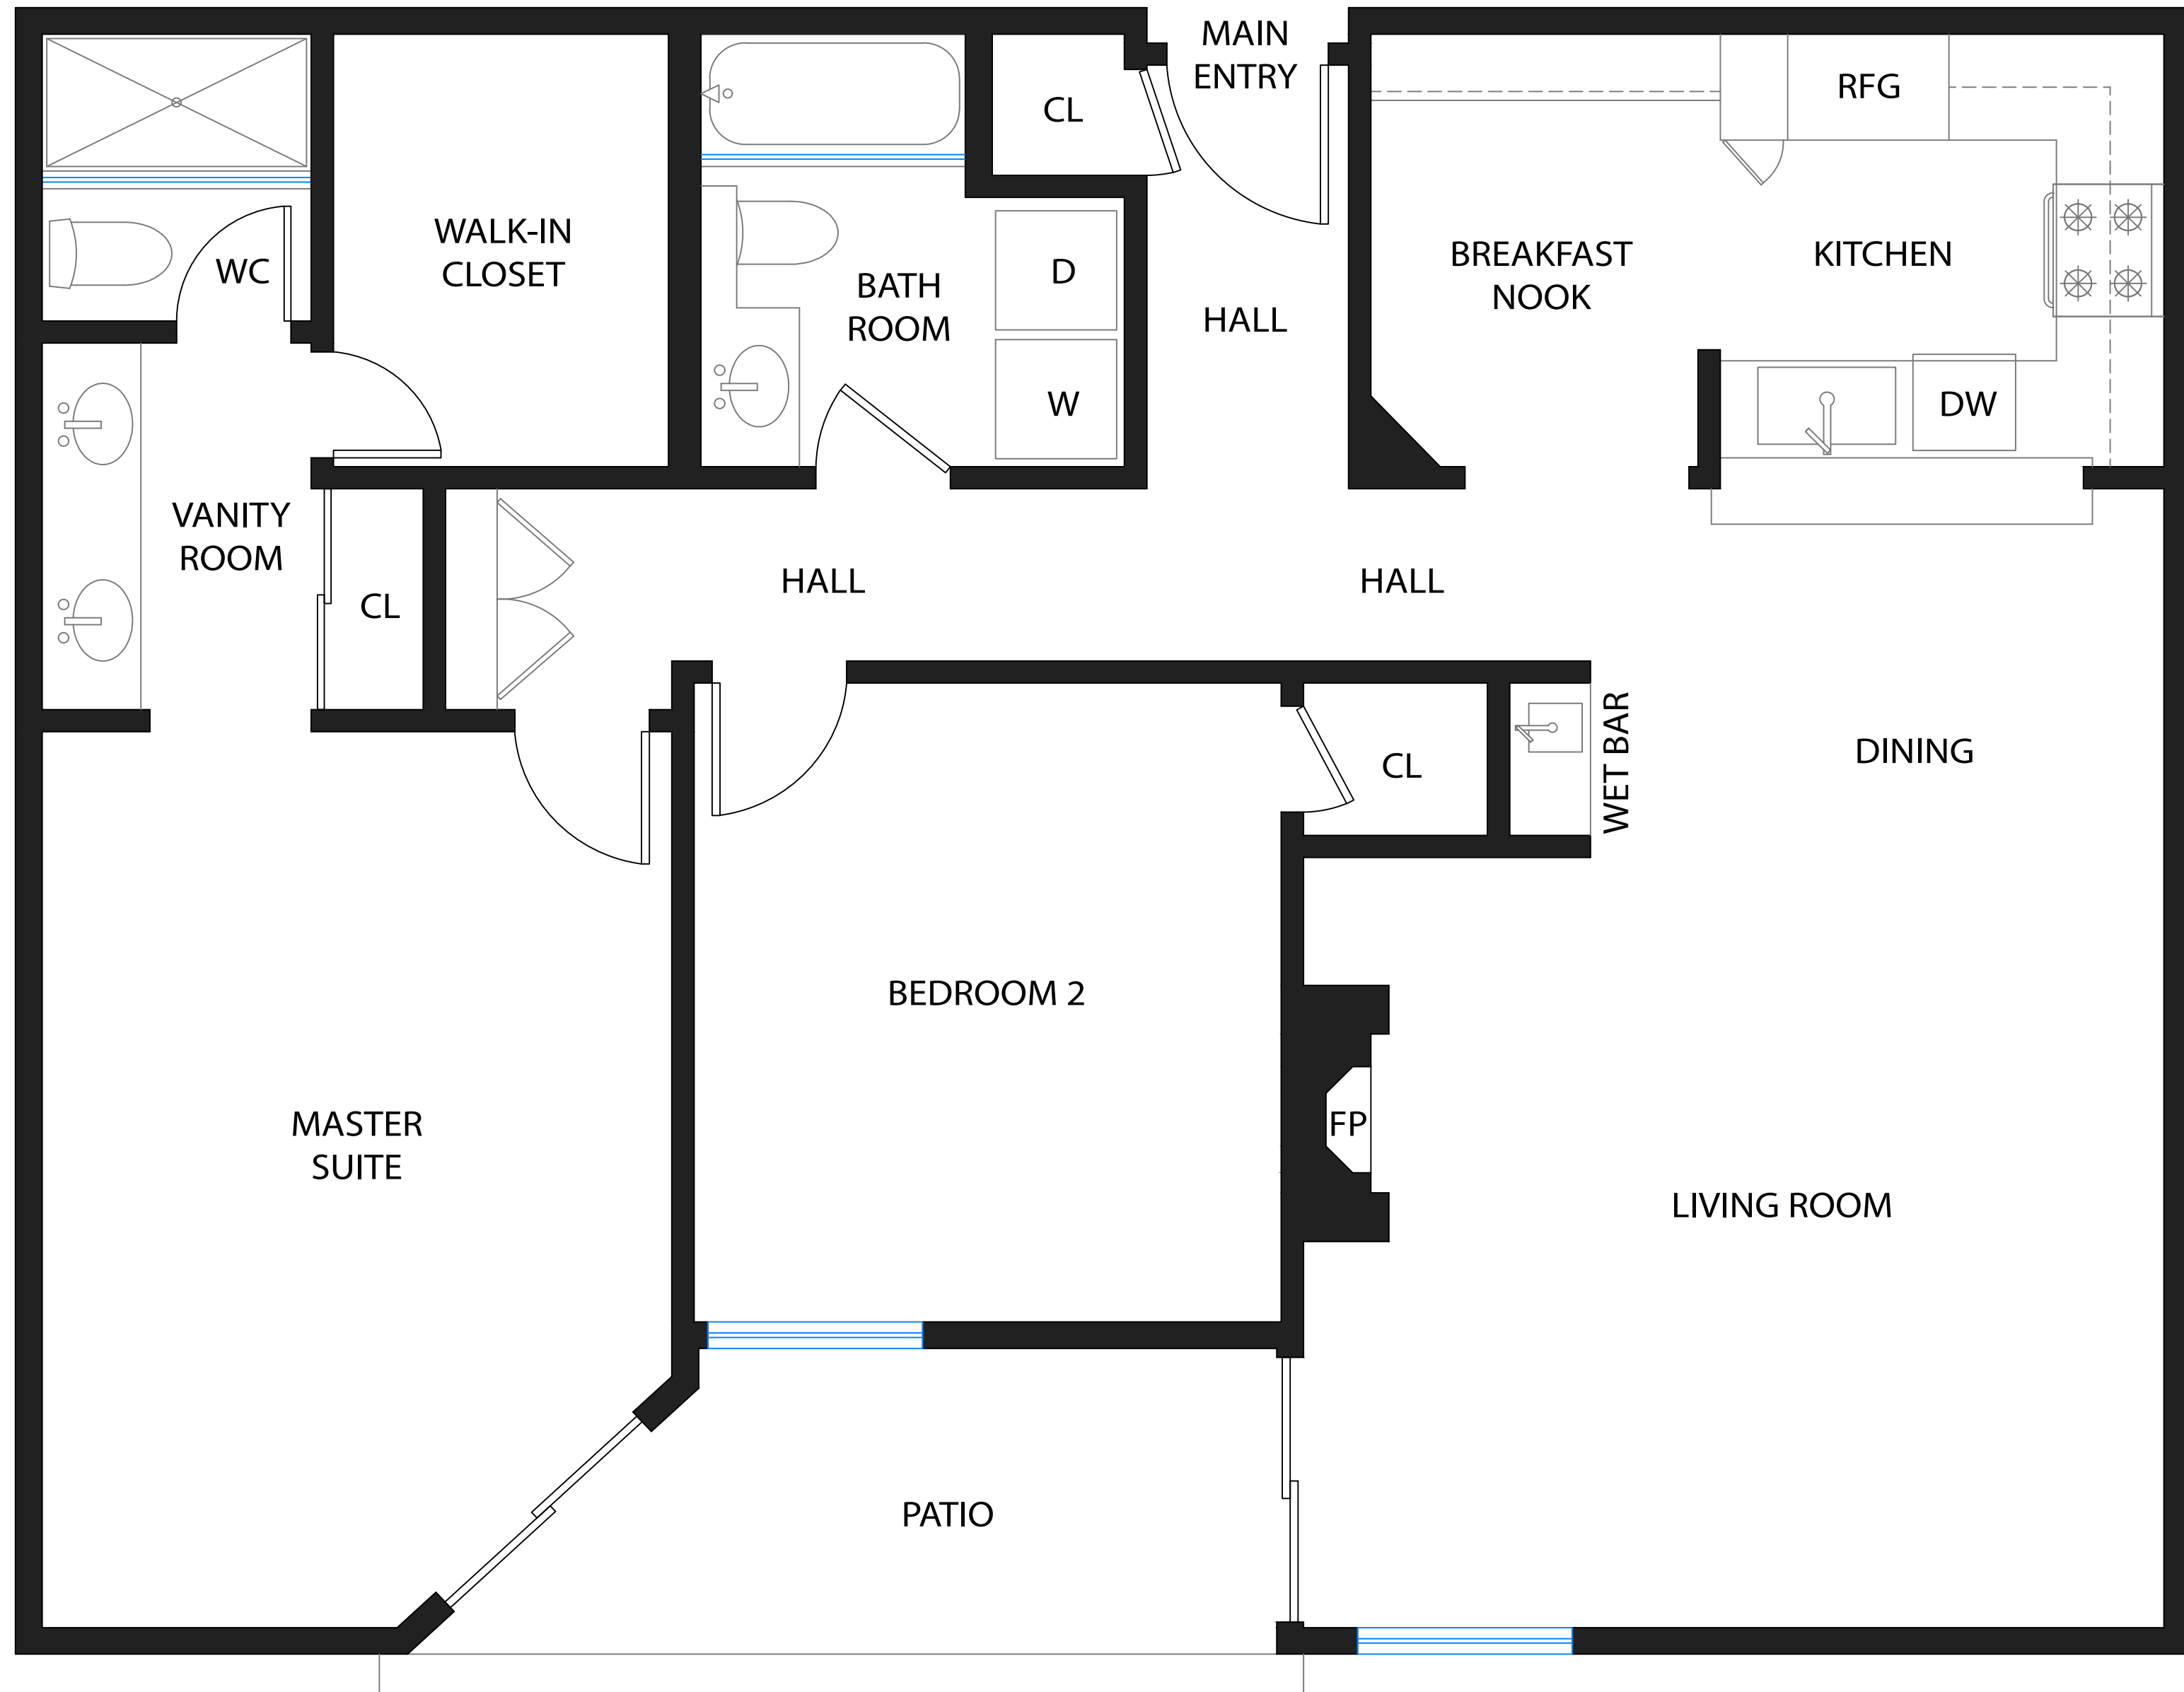 MAIN
ENTRY
RFG
CL
WALK-IN
CLOSET
WC
BATH
ROOM
D
HALL
BREAKFAST
NOOK
KITCHEN
W
DW
VANITY
ROOM
CL
HALL
HALL
WET BAR
CL
DINING
BEDROOM 2
MASTER
SUITE
FP
LIVING ROOM
PATIO